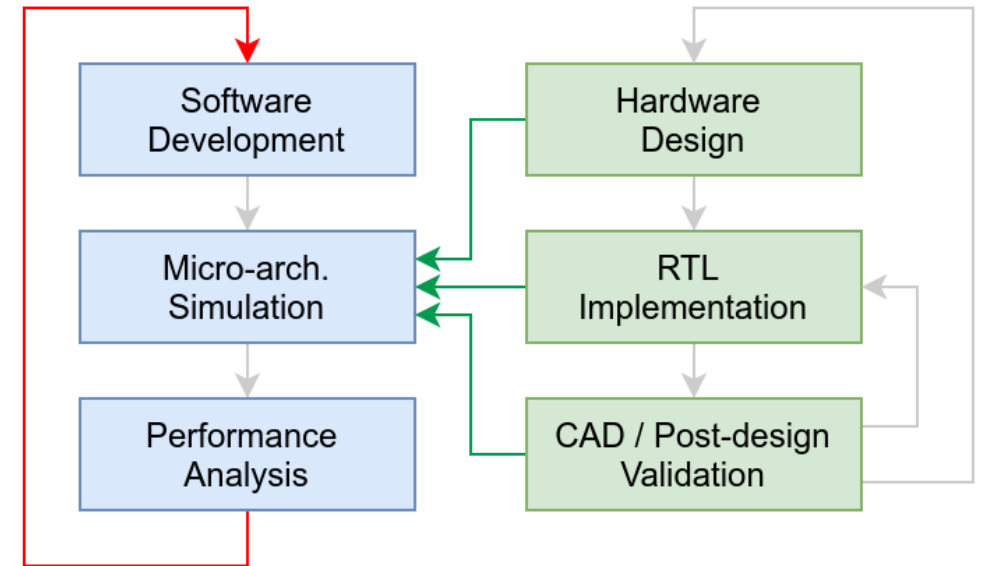 Software
Development
Hardware
Design
Micro-arch.
Simulation
RTL
Implementation
Performance
Analysis
CAD / Post-design
Validation